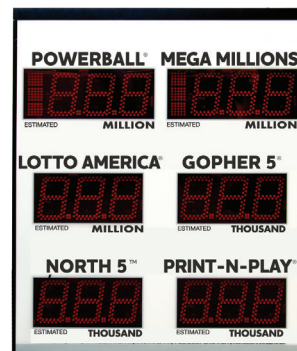 POWERBALL® MEGA MILLIONS
ESTIMATED MILLION ESTIMATED MILLION
LOTTO AMERICA® GOPHER 5®
ESTIMATED MILLION ESTIMATED THOUSAND
NORTH 5™ PRINT-N-PLAY®
ESTIMATED THOUSAND ESTIMATED THOUSAND